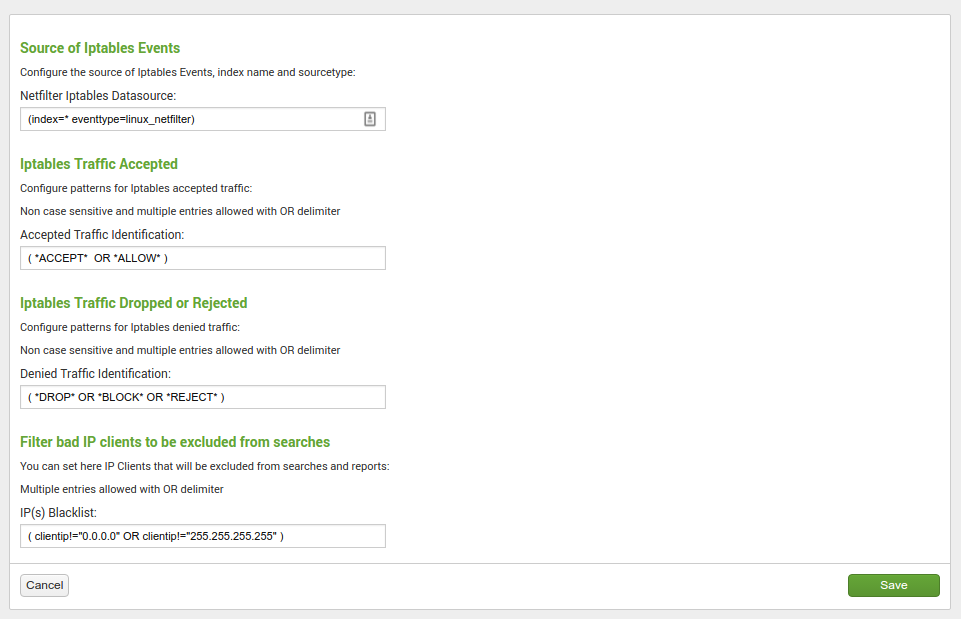 Source of Iptables Events
Configure the source of Iptables Events, index name and sourcetype:
Netfilter Iptables Datasource:
(index=* eventtype=linux_netfilter)
Iptables Traffic Accepted
Configure patterns for Iptables accepted traffic:
Non case sensitive and multiple entries allowed with OR delimiter
Accepted Traffic Identification:
( *ACCEPT*  OR *ALLOW* )
Iptables Traffic Dropped or Rejected
Configure patterns for Iptables denied traffic:
Non case sensitive and multiple entries allowed with OR delimiter
Denied Traffic Identification:
( *DROP* OR *BLOCK* OR *REJECT* )
Filter bad IP clients to be excluded from searches
You can set here IP Clients that will be excluded from searches and reports:
Multiple entries allowed with OR delimiter
IP(s) Blacklist:
( clientip!="0.0.0.0" OR clientip!="255.255.255.255" )
Cancel
Save